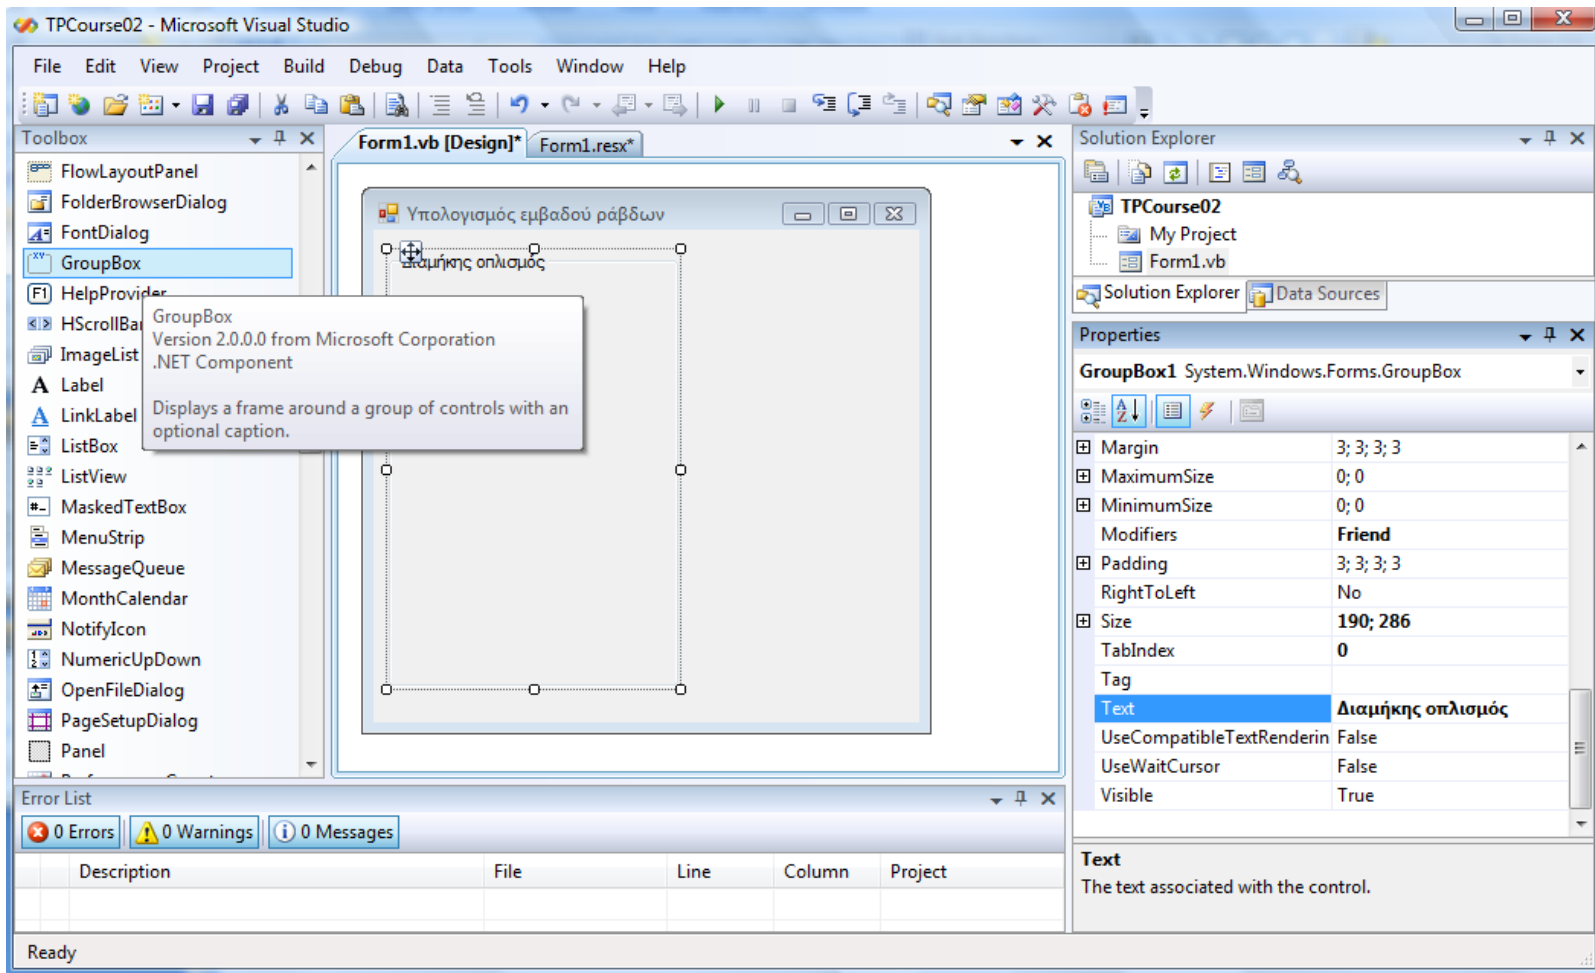 TPCourse02 - Microsoft Visual Studio
File Edit View Project Build Debug Data Tools Window Help
Toolbox
FlowLayoutPanel
FolderBrowserDialog
FontDialog
GroupBox
HelpProvider
HScrollBar
ImageList
Label
LinkLabel
ListBox
ListView
MaskedTextBox
MenuStrip
MessageQueue
MonthCalendar
NotifyIcon
NumericUpDown
OpenFileDialog
PageSetupDialog
Panel
GroupBox
Version 2.0.0.0 from Microsoft Corporation
.NET Component
Displays a frame around a group of controls with an
optional caption.
Form1.vb [Design]* Form1.resx*
Υπολογισμός εμβαδού ράβδων
Διαμήκης οπλισμός
Solution Explorer
TPCourse02
My Project
Form1.vb
Solution Explorer Data Sources
Properties
GroupBox1 System.Windows.Forms.GroupBox
Margin 3; 3; 3; 3
MaximumSize 0; 0
MinimumSize 0; 0
Modifiers Friend
Padding 3; 3; 3; 3
RightToLeft No
Size 190; 286
TabIndex 0
Tag
Text Διαμήκης οπλισμός
UseCompatibleTextRenderin False
UseWaitCursor False
Visible True
Text
The text associated with the control.
Error List
0 Errors 0 Warnings 0 Messages
Description File Line Column Project
Ready